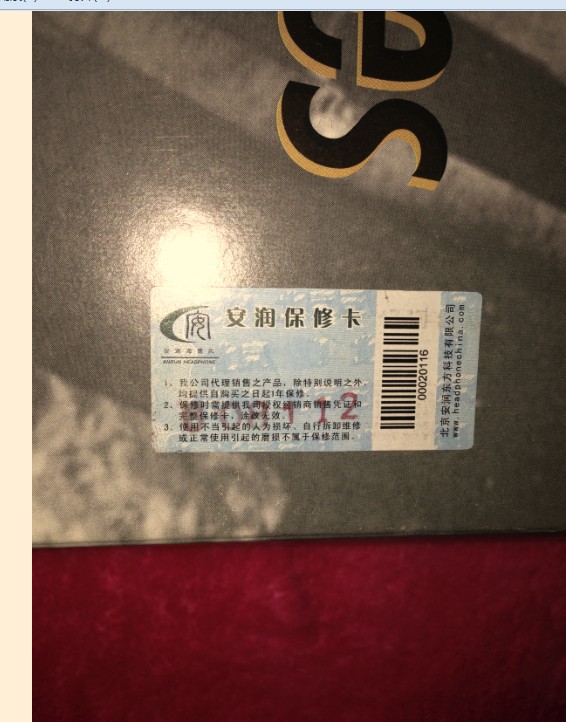 安润保修卡
ANRUN HEADPHONE
1、我公司代理销售之产品，除特别说明之外，
均提供自购买之日起1年保修。
2、保修时需提供我司授权经销商销售凭证和
完整保修卡，涂改无效。
3、使用不当引起的人为损坏、自行拆卸维修
或正常使用引起的磨损不属于保修范围。
112
00020116
北京安润东方科技有限公司
www.headphonechina.com